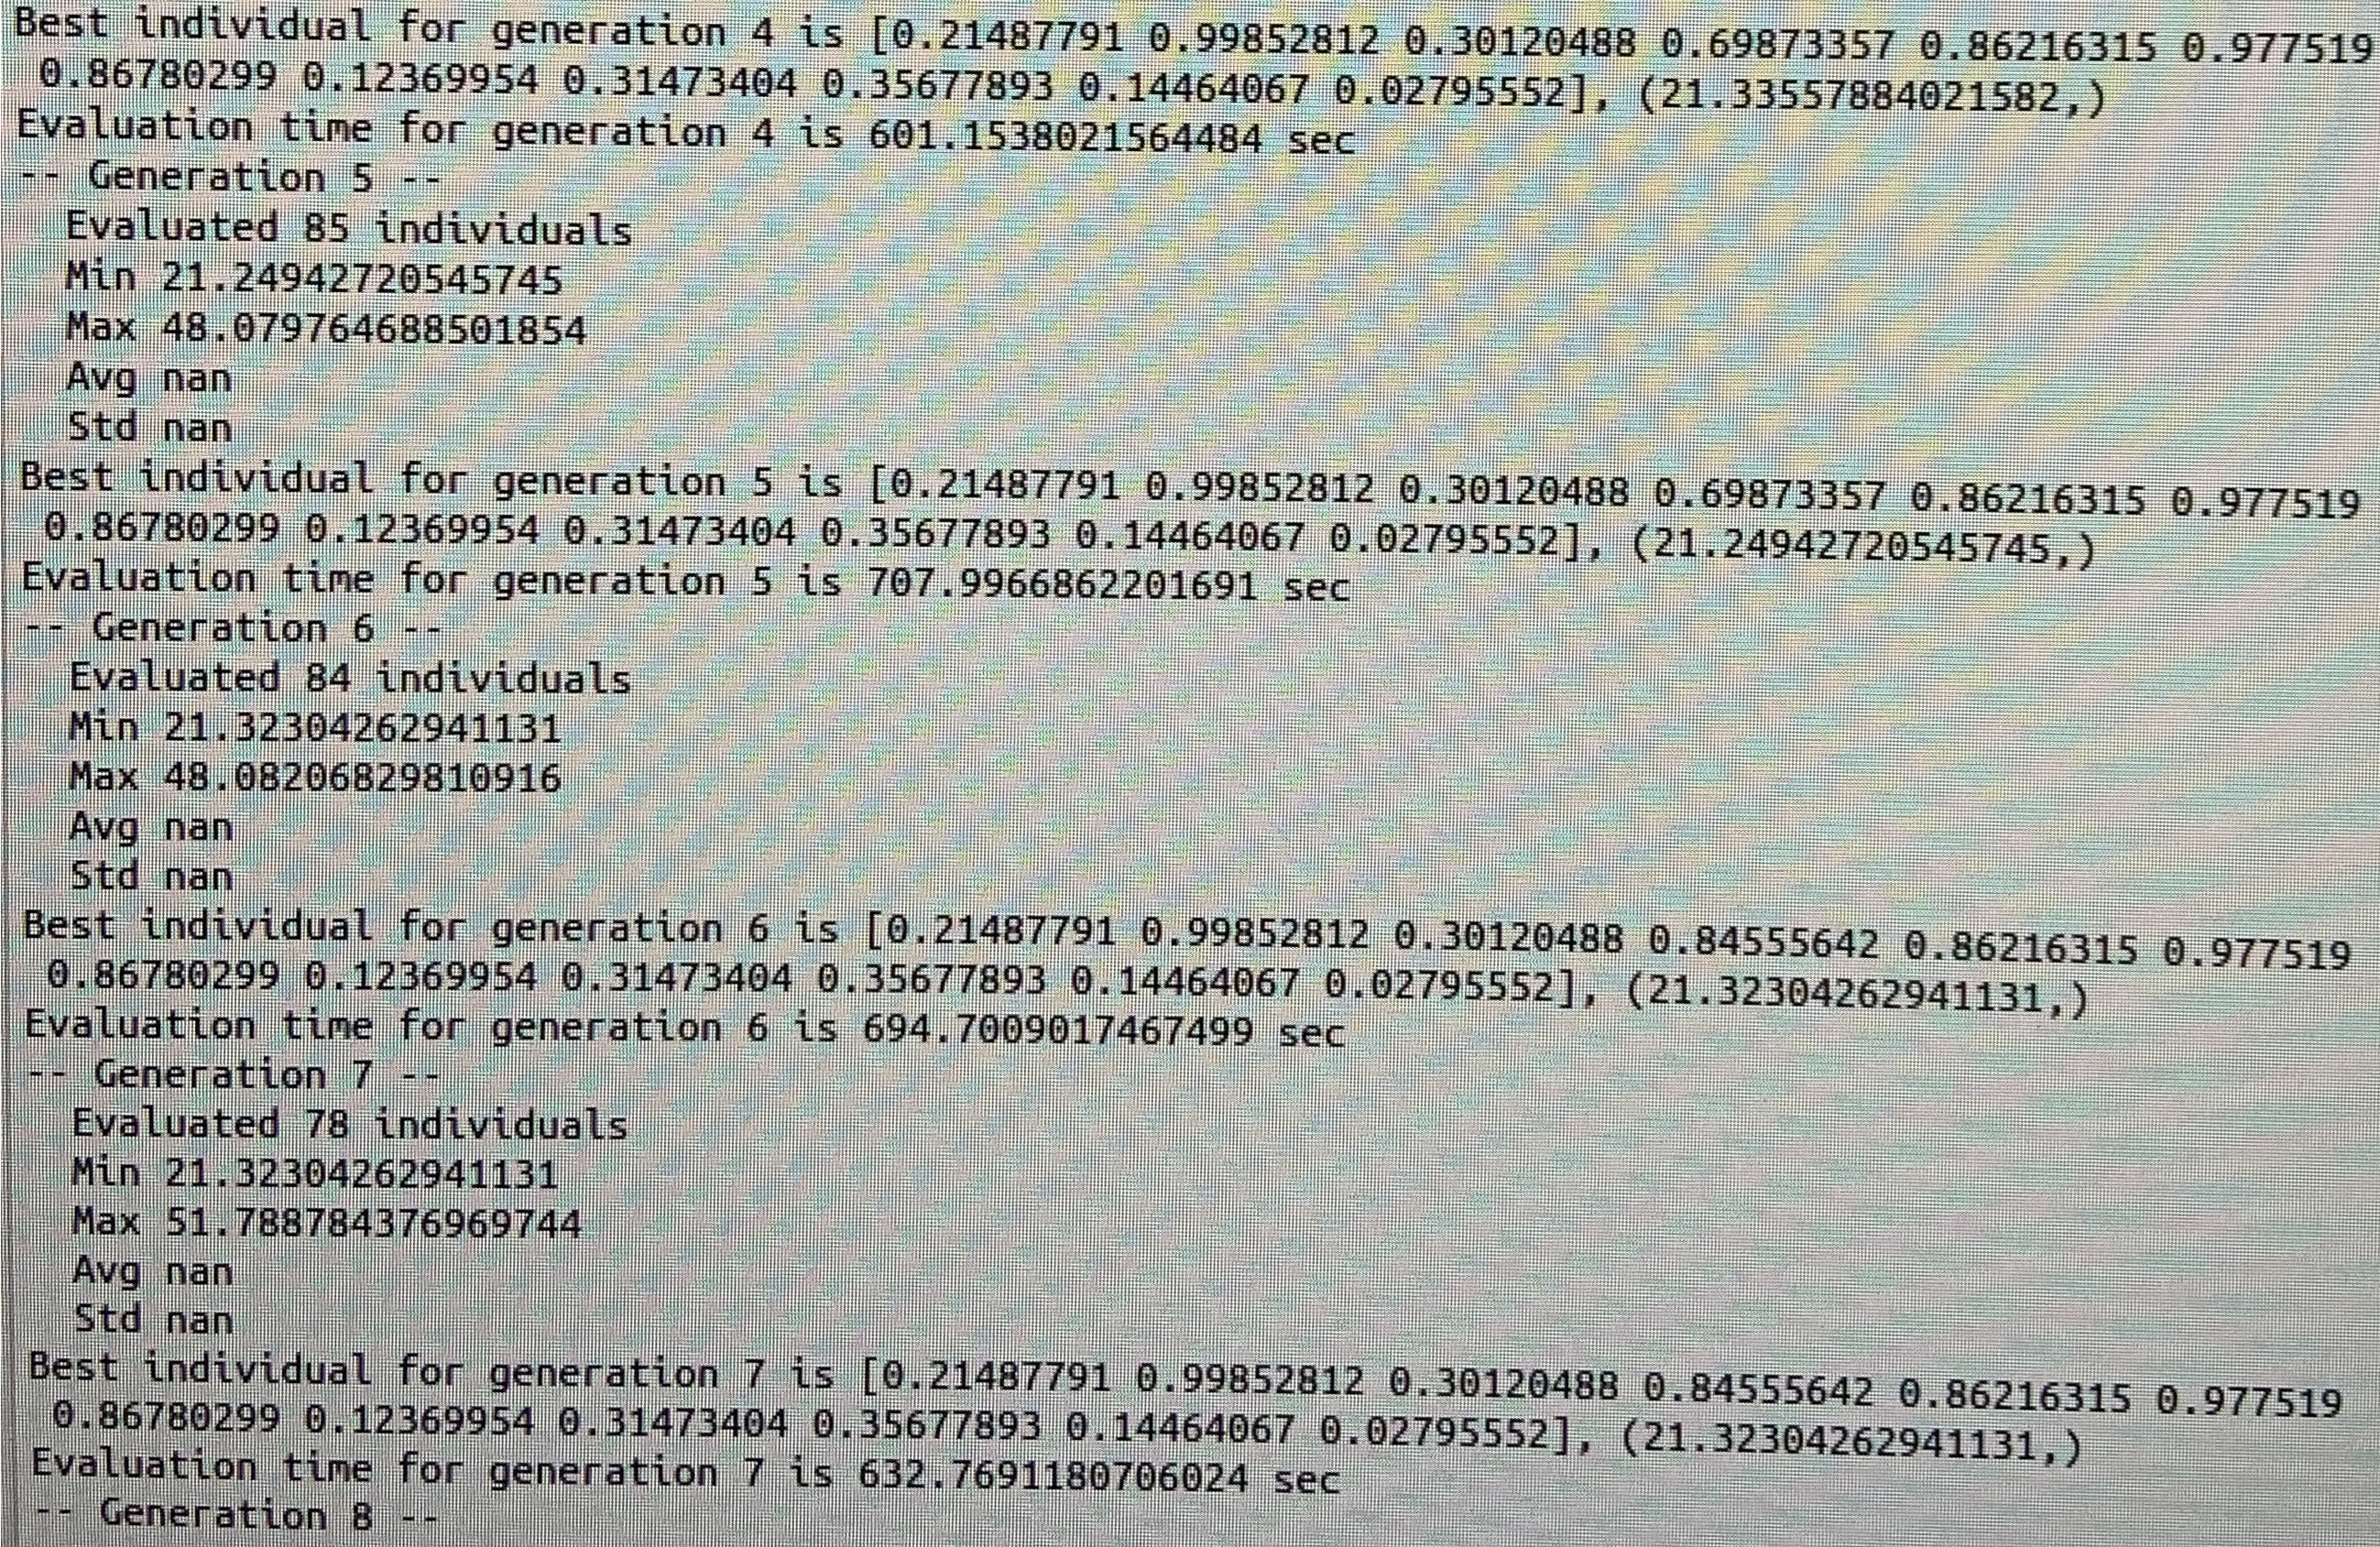 Best individual for generation 4 is [0.21487791 0.99852812 0.30120488 0.69873357 0.86216315 0.977519
0.86780299 0.12369954 0.31473404 0.35677893 0.14464067 0.02795552], (21.33557884021582,)
Evaluation time for generation 4 is 601.1538021564484 sec
-- Generation 5 --
Evaluated 85 individuals
Min 21.24942720545745
Max 48.079764688501854
Avg nan
Std nan
Best individual for generation 5 is [0.21487791 0.99852812 0.30120488 0.69873357 0.86216315 0.977519
0.86780299 0.12369954 0.31473404 0.35677893 0.14464067 0.02795552], (21.24942720545745,)
Evaluation time for generation 5 is 707.9966862201691 sec
-- Generation 6 --
Evaluated 84 individuals
Min 21.32304262941131
Max 48.08206829810916
Avg nan
Std nan
Best individual for generation 6 is [0.21487791 0.99852812 0.30120488 0.84555642 0.86216315 0.977519
0.86780299 0.12369954 0.31473404 0.35677893 0.14464067 0.02795552], (21.32304262941131,)
Evaluation time for generation 6 is 694.7009017467499 sec
-- Generation 7 --
Evaluated 78 individuals
Min 21.32304262941131
Max 51.788784376969744
Avg nan
Std nan
Best individual for generation 7 is [0.21487791 0.99852812 0.30120488 0.84555642 0.86216315 0.977519
0.86780299 0.12369954 0.31473404 0.35677893 0.14464067 0.02795552], (21.32304262941131,)
Evaluation time for generation 7 is 632.7691180706024 sec
-- Generation 8 --